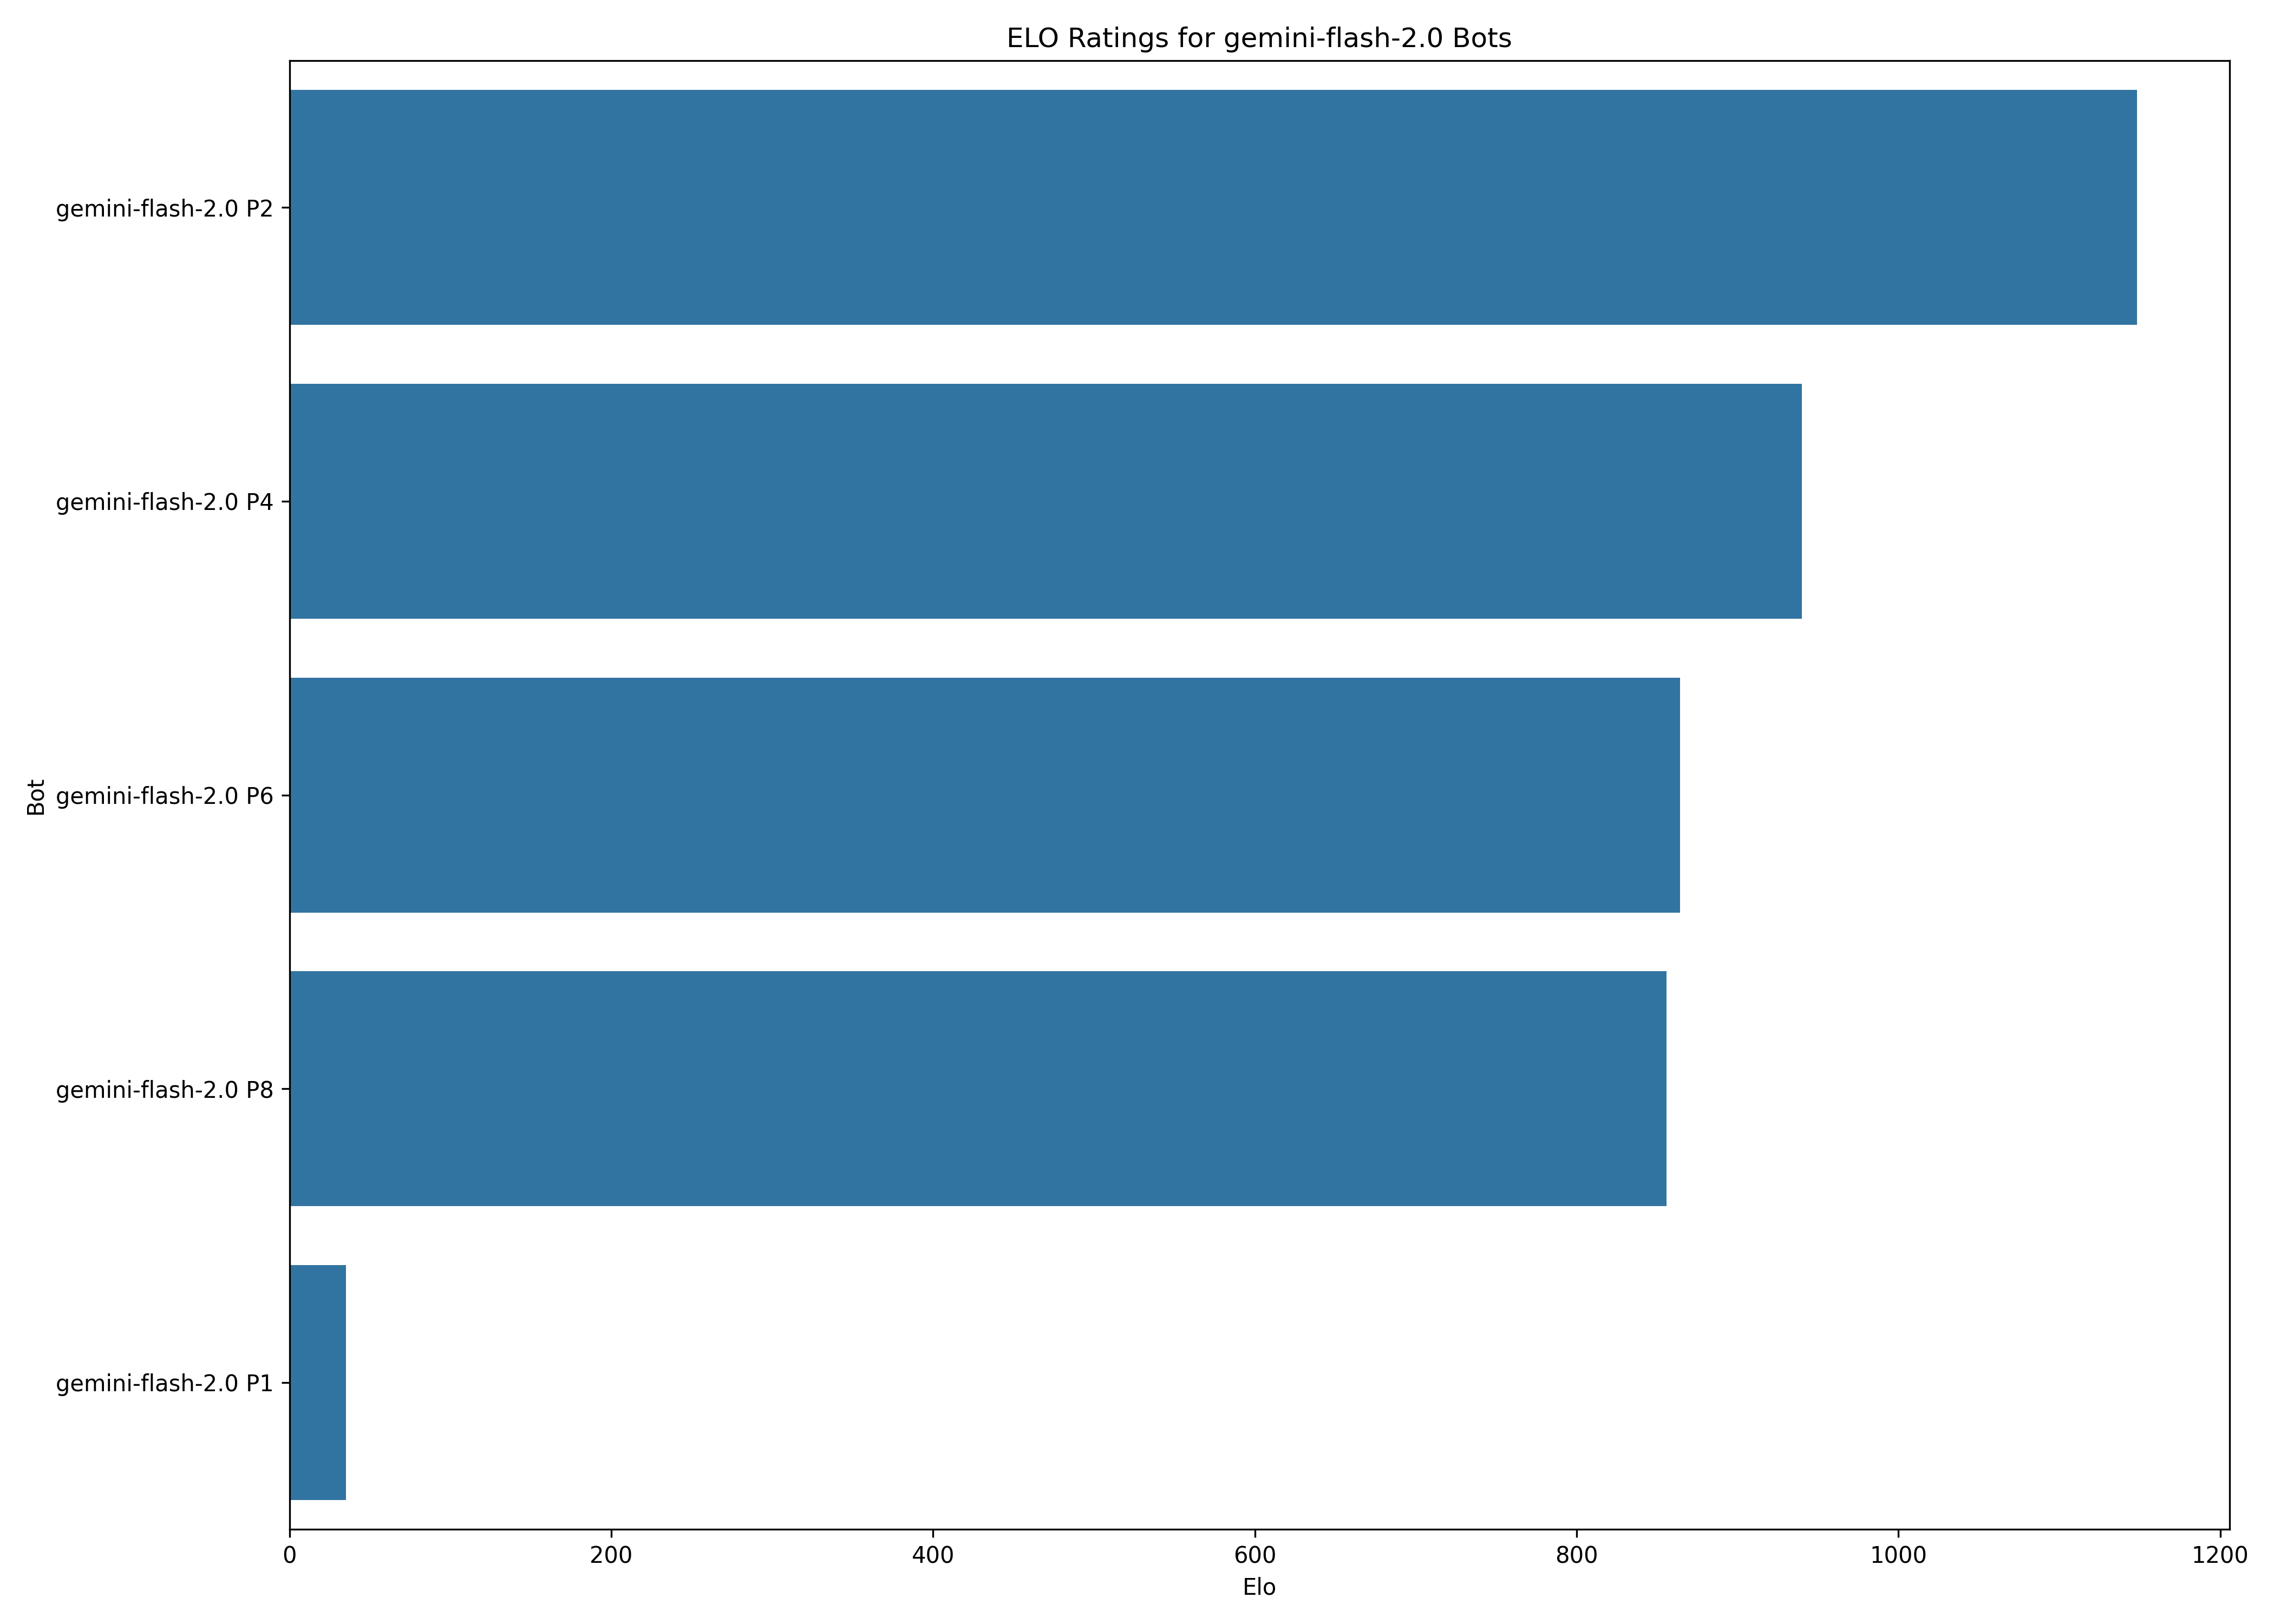 ELO Ratings for gemini-flash-2.0 Bots
gemini-flash-2.0 P2
gemini-flash-2.0 P4
gemini-flash-2.0 P6
gemini-flash-2.0 P8
gemini-flash-2.0 P1
Bot
0 200 400 600 800 1000 1200
Elo